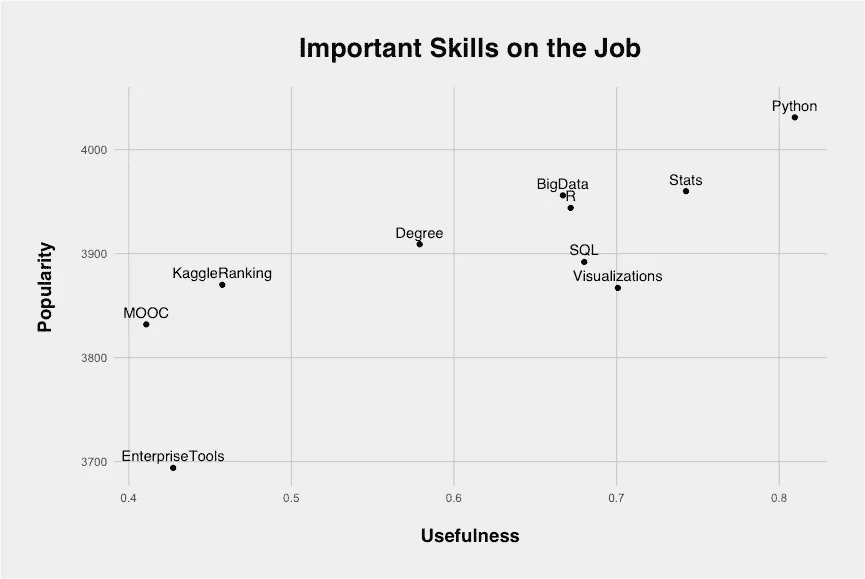 Important Skills on the Job
Python
4000
BigData
Stats
R
Degree
SQL
3900
KaggleRanking
Visualizations
MOOC
Popularity
3800
EnterpriseTools
3700
0.4 0.5 0.6 0.7 0.8
Usefulness